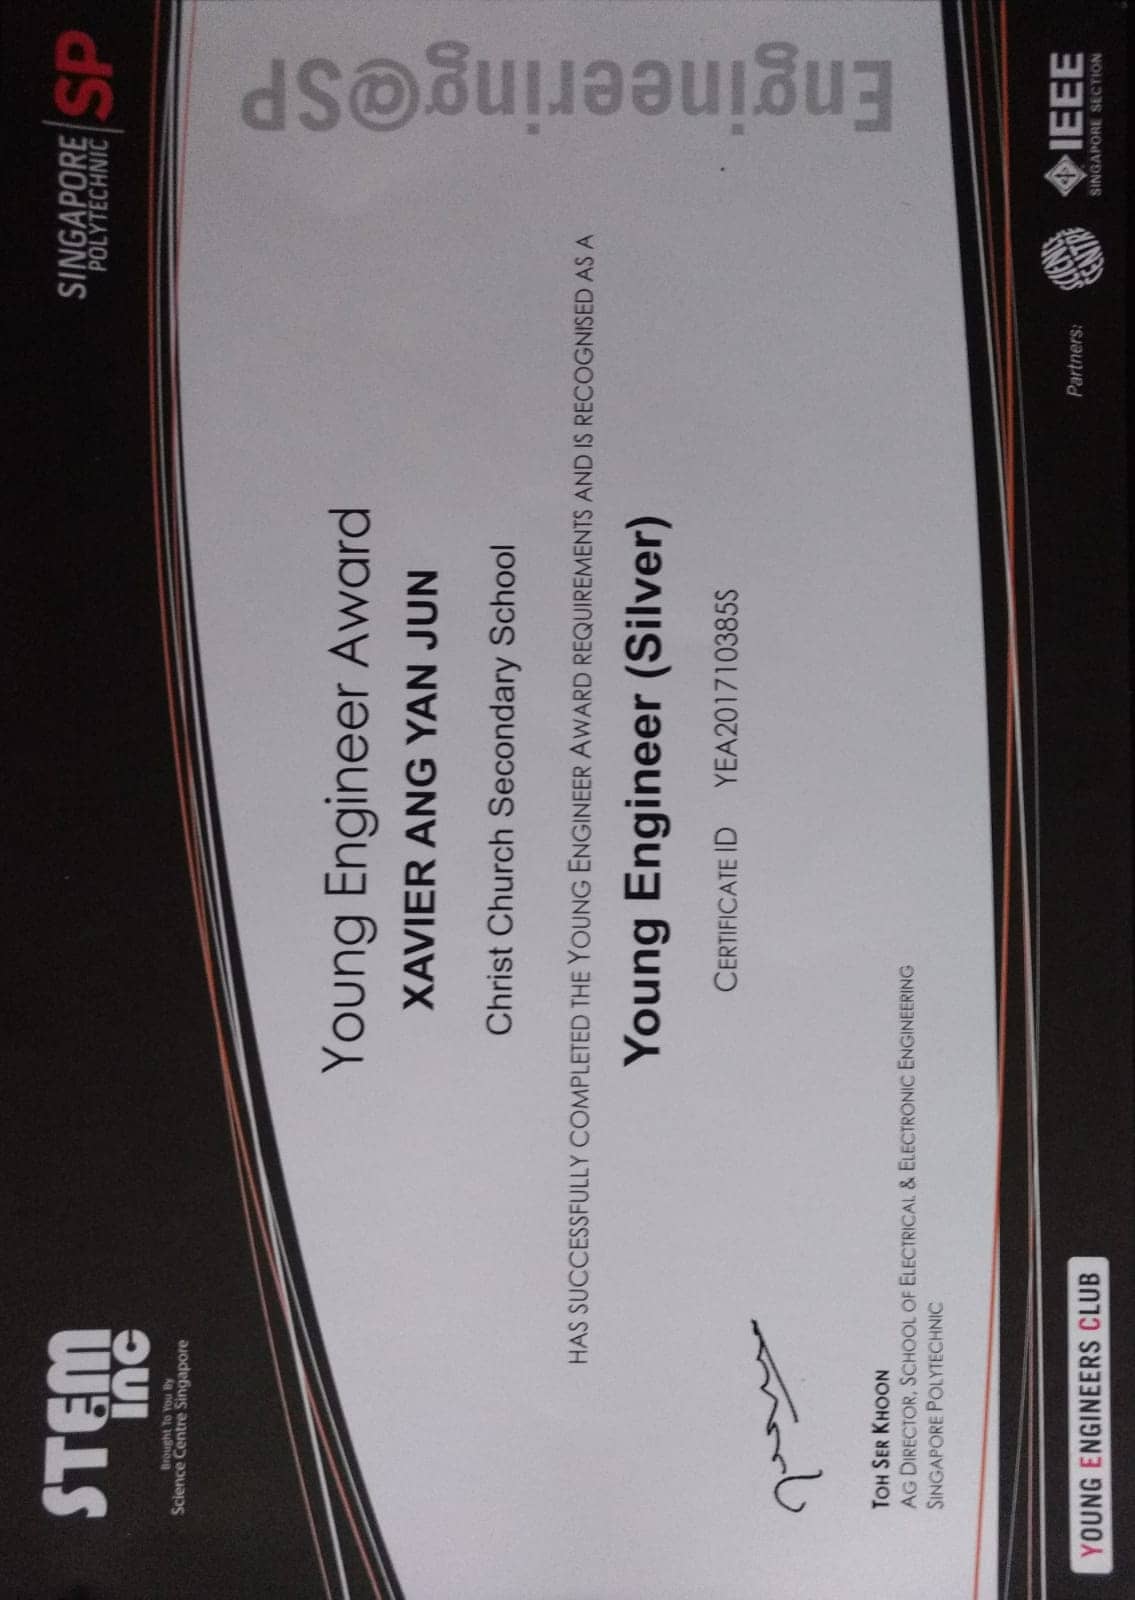 STEM
inc
Brought To You By
Science Centre Singapore
SINGAPORE
POLYTECHNIC
SP
Engineering@SP
Young Engineer Award
XAVIER ANG YAN JUN
Christ Church Secondary School
HAS SUCCESSFULLY COMPLETED THE YOUNG ENGINEER AWARD REQUIREMENTS AND IS RECOGNISED AS A
Young Engineer (Silver)
CERTIFICATE ID YEA201710385S
TOH SER KHOON
AG DIRECTOR, SCHOOL OF ELECTRICAL & ELECTRONIC ENGINEERING
SINGAPORE POLYTECHNIC
YOUNG ENGINEERS CLUB
Partners:
SCIENCE
CENTRE
IEEE
SINGAPORE SECTION